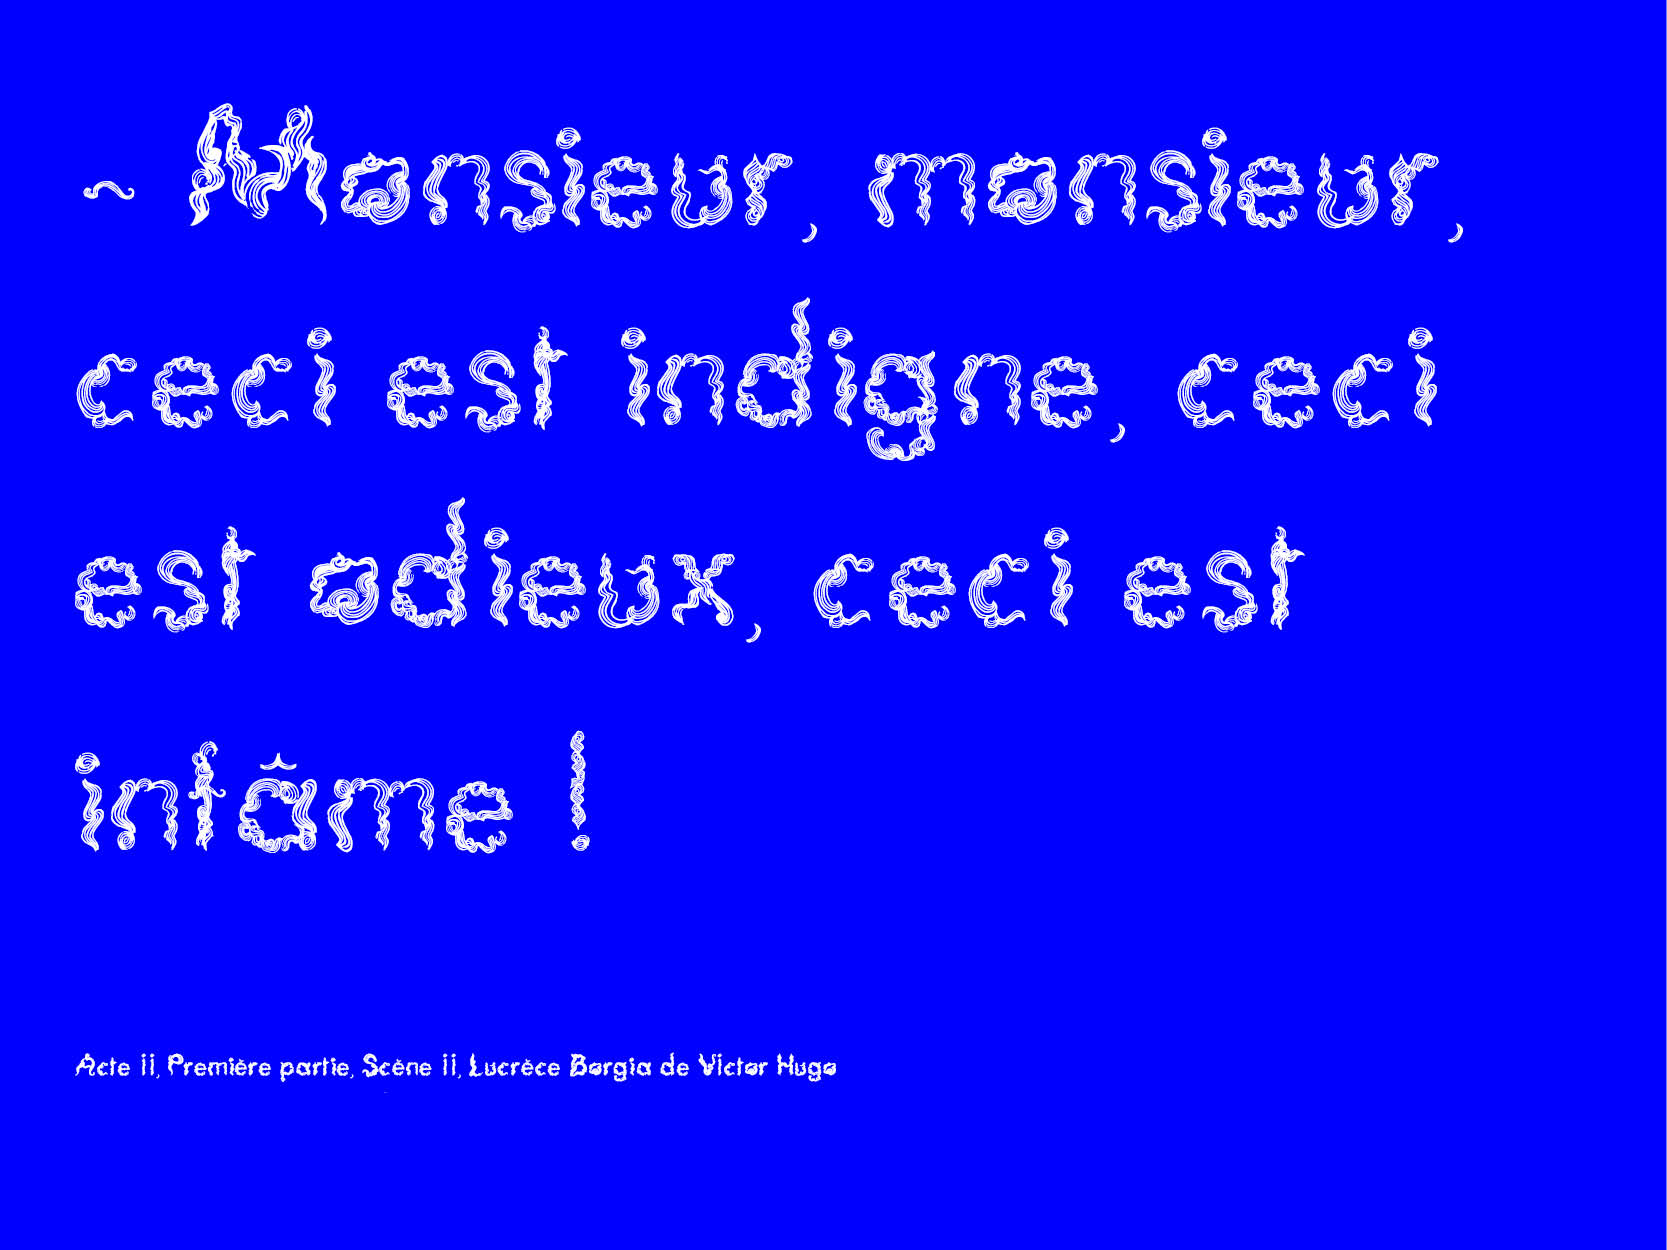 ~ Monsieur, monsieur,
ceci est indigne, ceci
est odieux, ceci est
infâme !
Acte II, Première partie, Scène II, Lucrèce Borgia de Victor Hugo